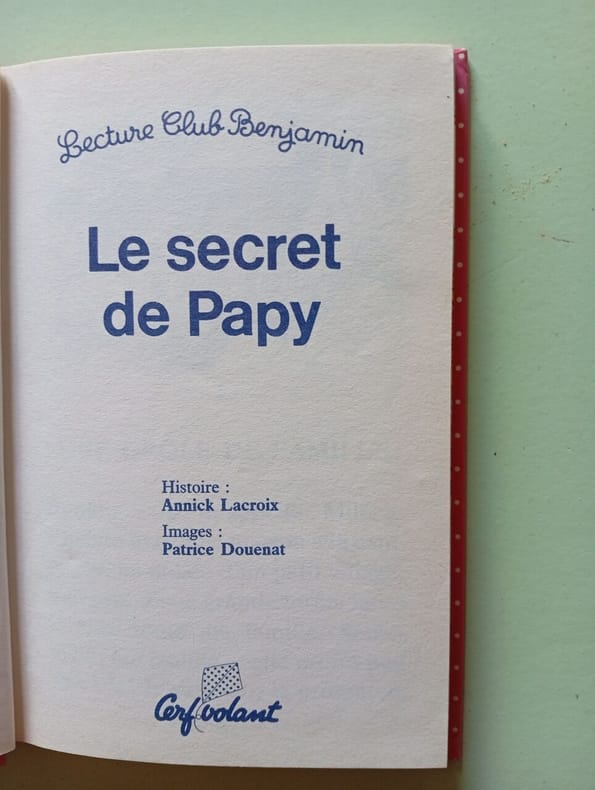 Lecture Club Benjamin
Le secret
de Papy
Histoire :
Annick Lacroix
Images :
Patrice Douenat
Cerf volant